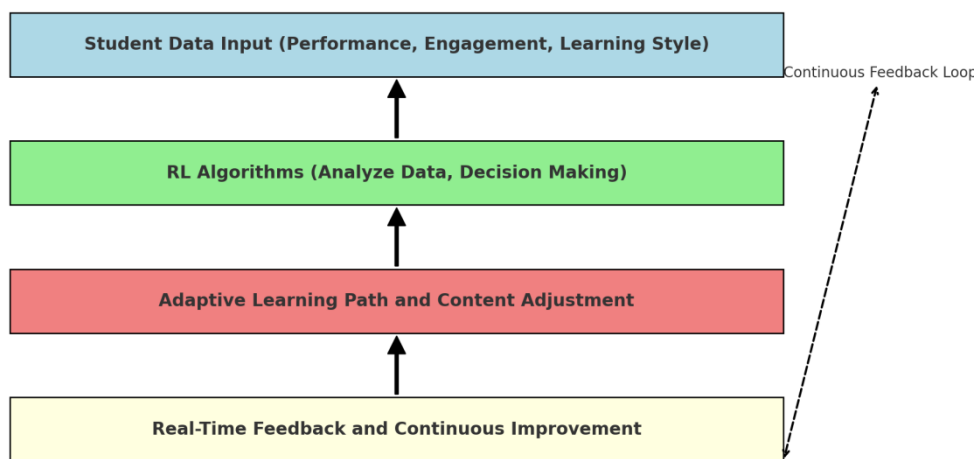 Student Data Input (Performance, Engagement, Learning Style)
Continuous Feedback Loop
RL Algorithms (Analyze Data, Decision Making)
Adaptive Learning Path and Content Adjustment
Real-Time Feedback and Continuous Improvement